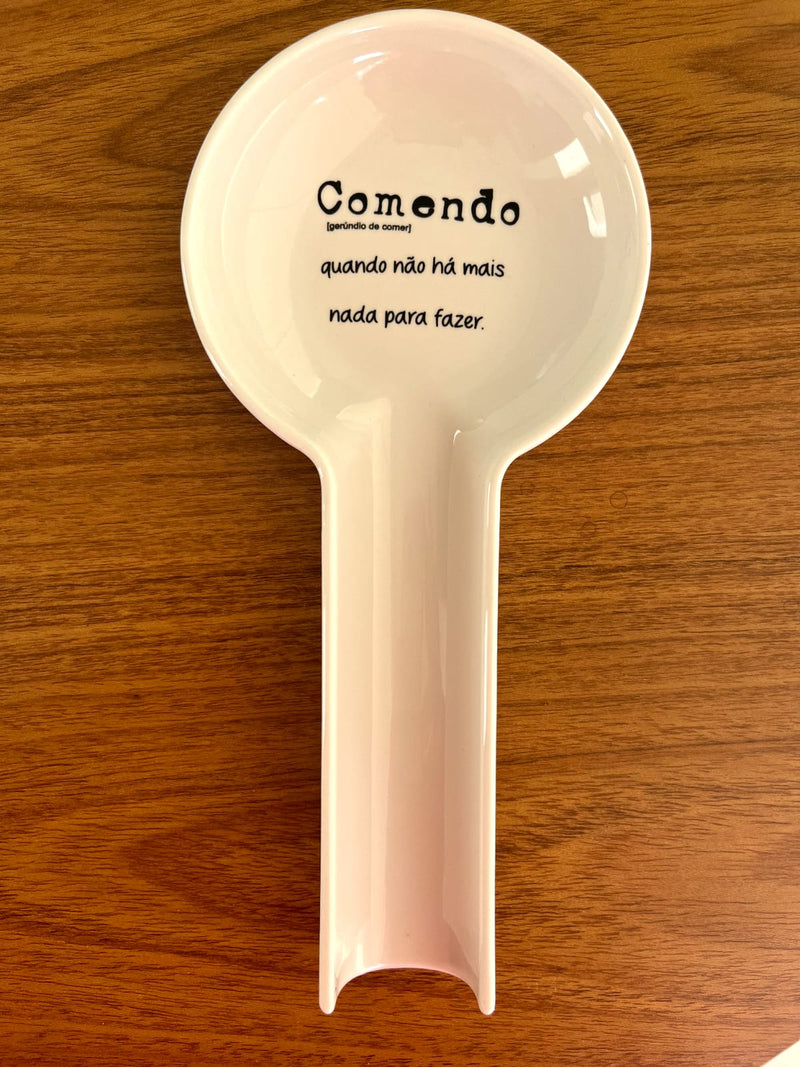 Comendo
[gerúndio de comer]
quando não há mais
nada para fazer.